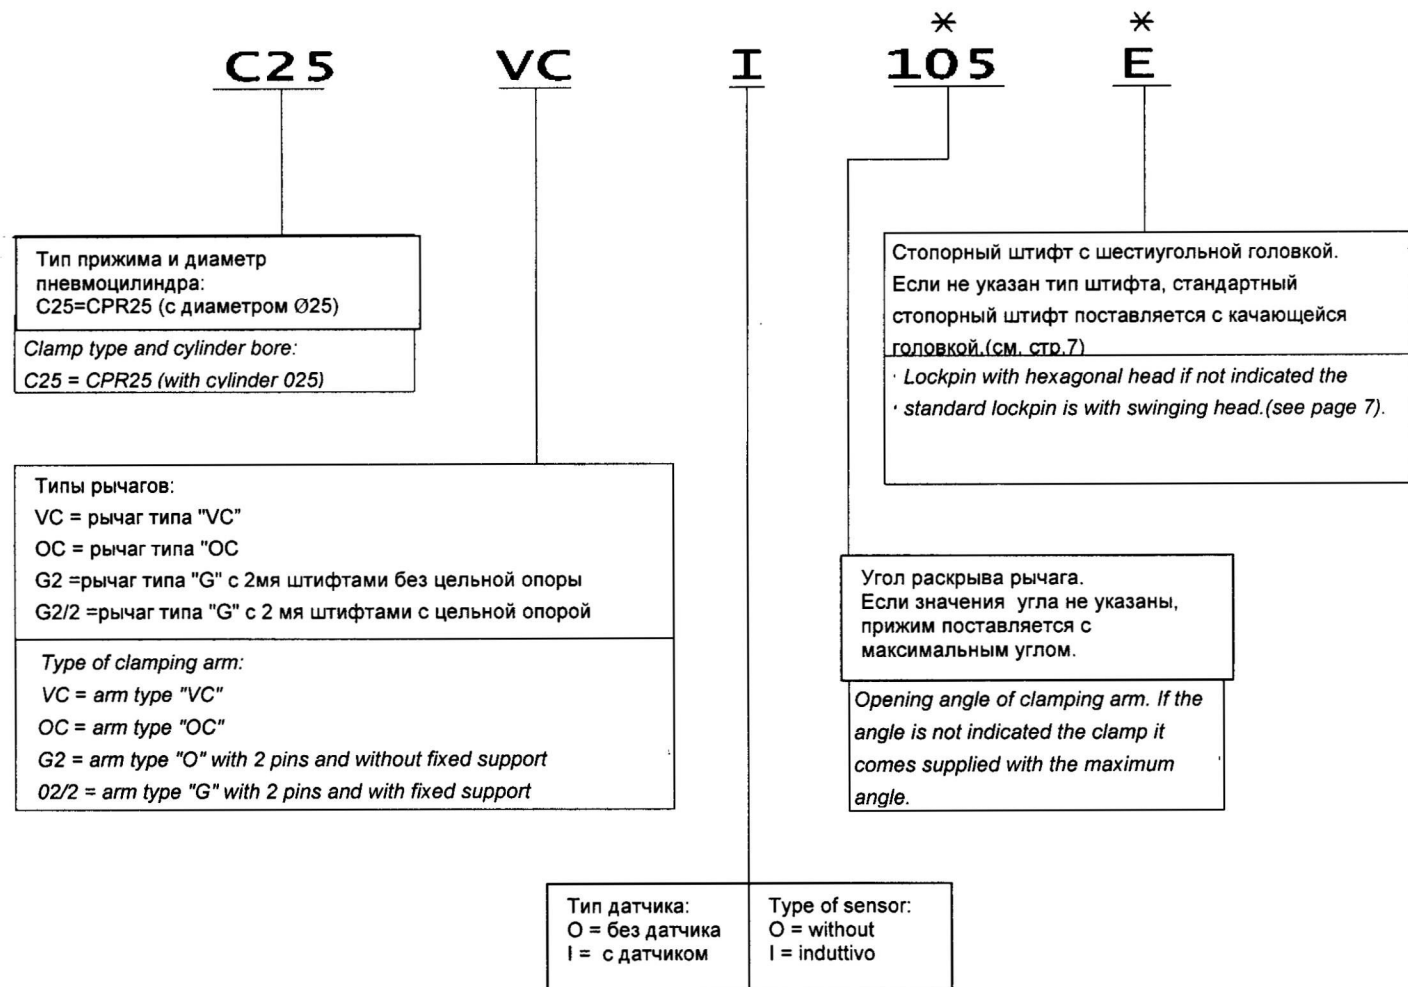 * *
C25 VC I 105 E
Тип прижима и диаметр
пневмоцилиндра:
C25=CPR25 (с диаметром Ø25)
Clamp type and cylinder bore:
C25 = CPR25 (with cylinder 025)
Стопорный штифт с шестиугольной головкой.
Если не указан тип штифта, стандартный
стопорный штифт поставляется с качающейся
головкой.(см. стр.7)
Lockpin with hexagonal head if not indicated the
standard lockpin is with swinging head.(see page 7).
Типы рычагов:
VC = рычаг типа "VC"
OC = рычаг типа "OC
G2 =рычаг типа "G" с 2мя штифтами без цельной опоры
G2/2 =рычаг типа "G" с 2 мя штифтами с цельной опорой
Type of clamping arm:
VC = arm type "VC"
OC = arm type "OC"
G2 = arm type "O" with 2 pins and without fixed support
02/2 = arm type "G" with 2 pins and with fixed support
Угол раскрыва рычага.
Если значения угла не указаны,
прижим поставляется с
максимальным углом.
Opening angle of clamping arm. If the
angle is not indicated the clamp it
comes supplied with the maximum
angle.
Тип датчика:
O = без датчика
I = с датчиком
Type of sensor:
O = without
I = induttivo